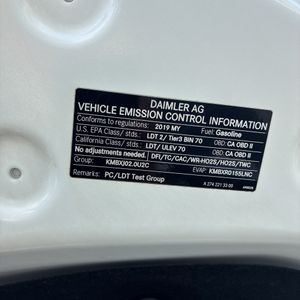 DAIMLER AG
VEHICLE EMISSION CONTROL INFORMATION
Conforms to regulations: 2019 MY Fuel: Gasoline
U.S. EPA Class / stds.: LDT 2/ Tier3 BIN 70 OBD: CA OBD II
California Class / stds.: LDT/ ULEV 70 OBD: CA OBD II
No adjustments needed. DFI/TC/CAC/WR-HO2S/HO2S/TWC
Group: KMBXJ02.0U2C EVAP: KMBXR0155LNC
Remarks: PC/LDT Test Group
A 274 221 33 00